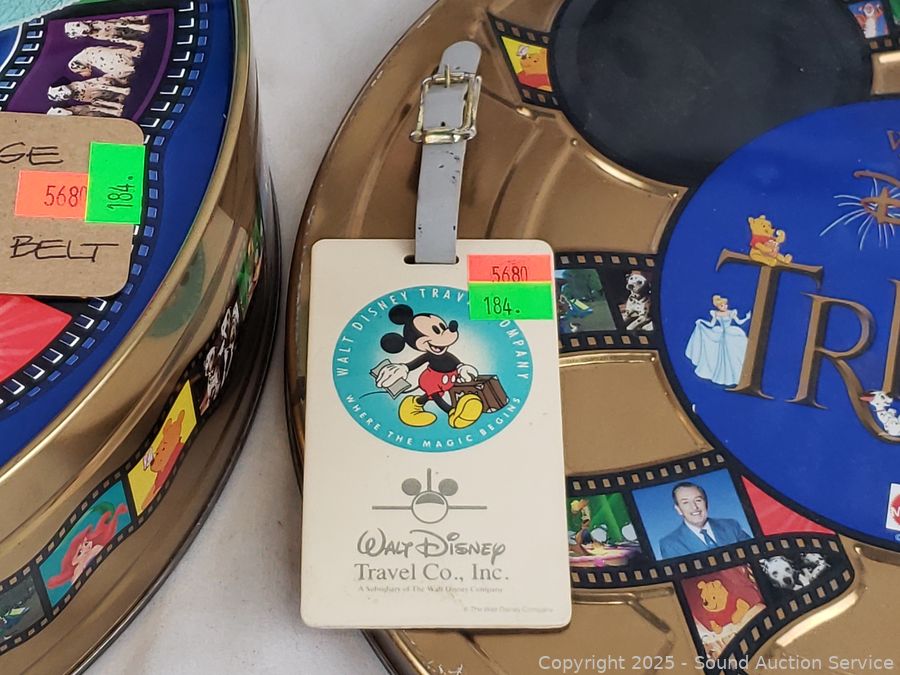 GE
5680
184.
BELT
5680
184.
WALT DISNEY TRAVEL COMPANY
WHERE THE MAGIC BEGINS
WALT DISNEY
Travel Co., Inc.
A Subsidiary of The Walt Disney Company
© The Walt Disney Company
W
TRI
Copyright 2025 - Sound Auction Service